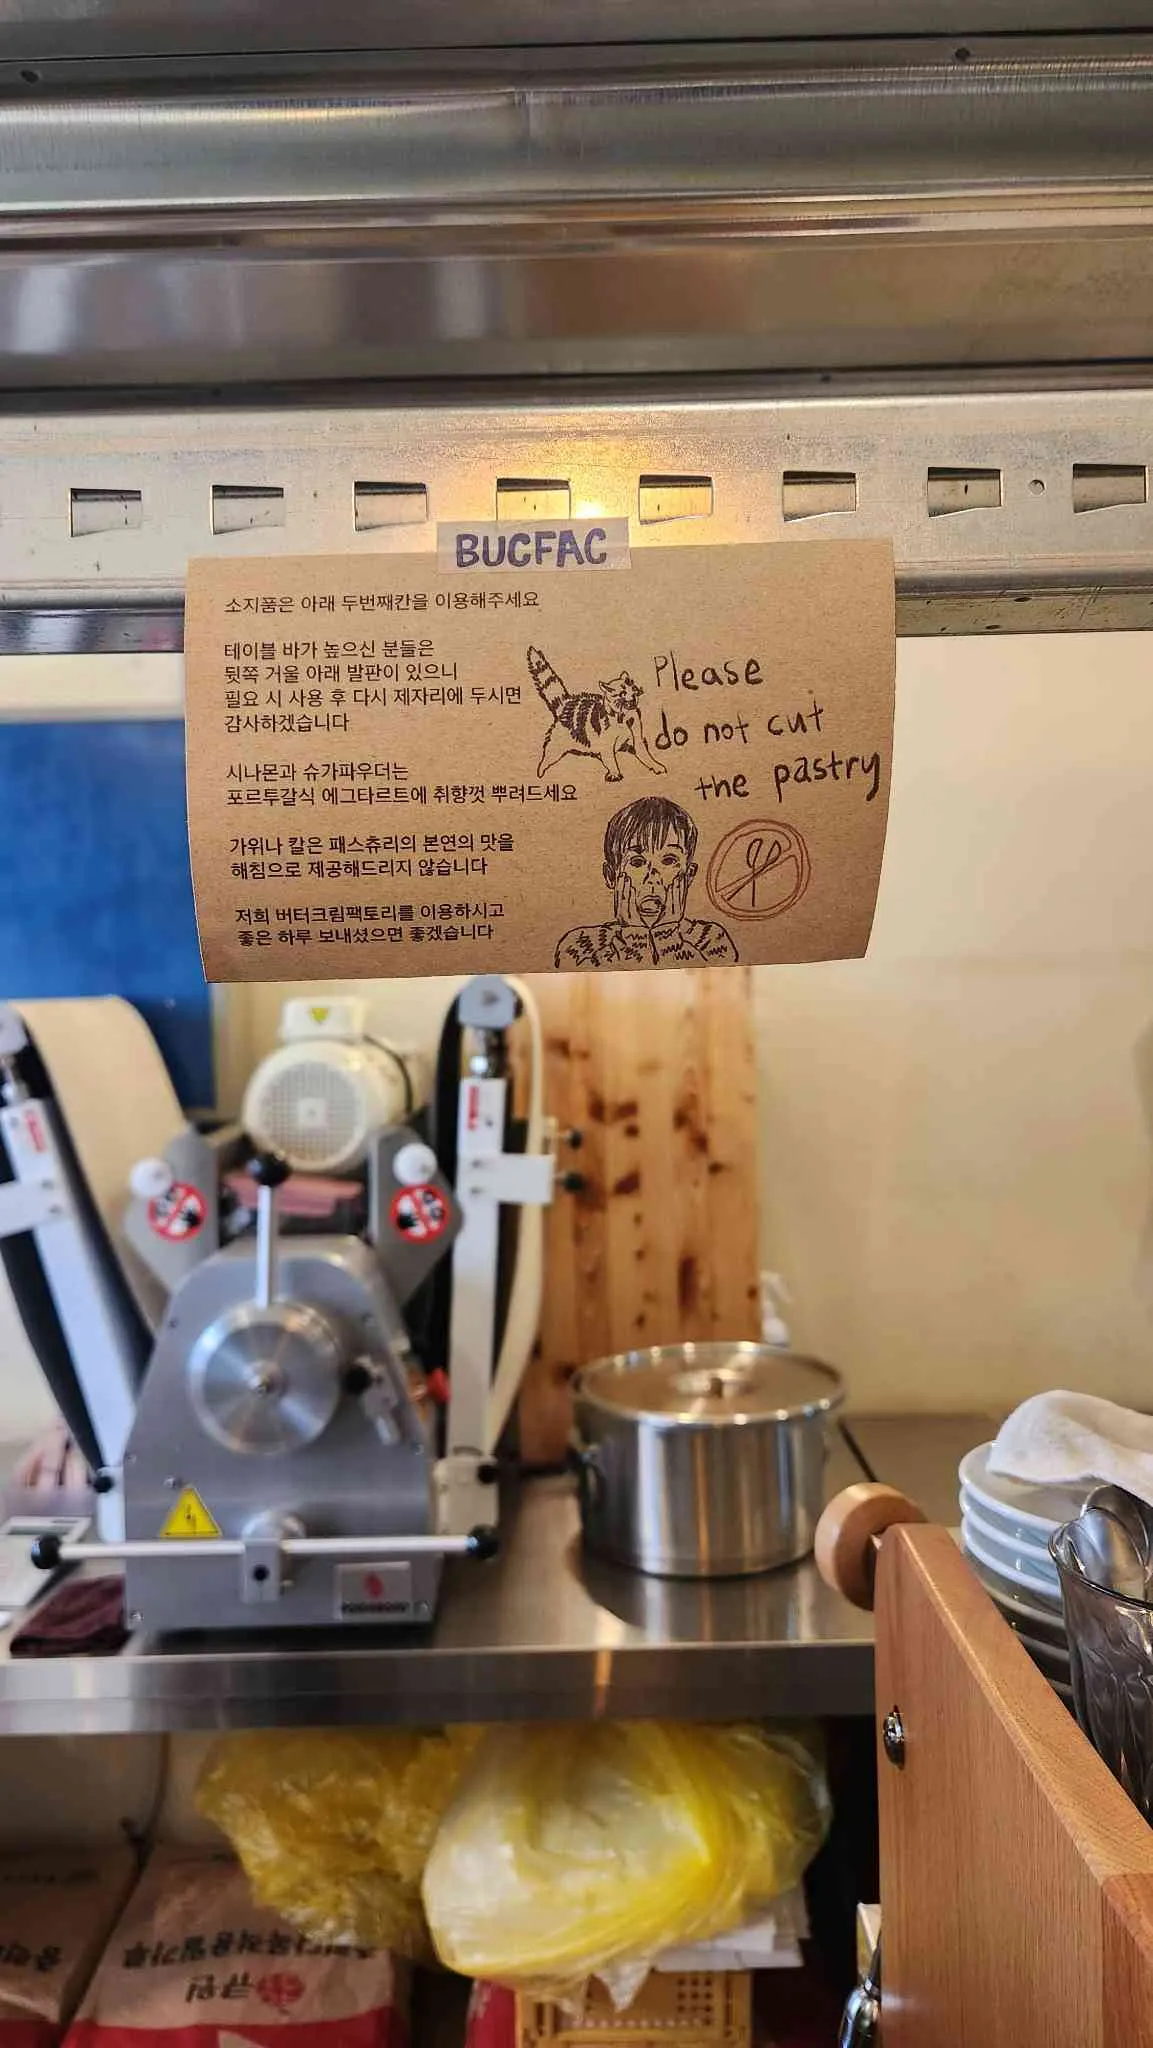 BUCFAC
소지품은 아래 두번째칸을 이용해주세요
테이블 바가 높으신 분들은
뒷쪽 거울 아래 발판이 있으니
필요 시 사용 후 다시 제자리에 두시면
감사하겠습니다
시나몬과 슈가파우더는
포르투갈식 에그타르트에 취향껏 뿌려드세요
가위나 칼은 패스츄리의 본연의 맛을
해침으로 제공해드리지 않습니다
저희 버터크림팩토리를 이용하시고
좋은 하루 보내셨으면 좋겠습니다
Please
do not cut
the pastry
큐원